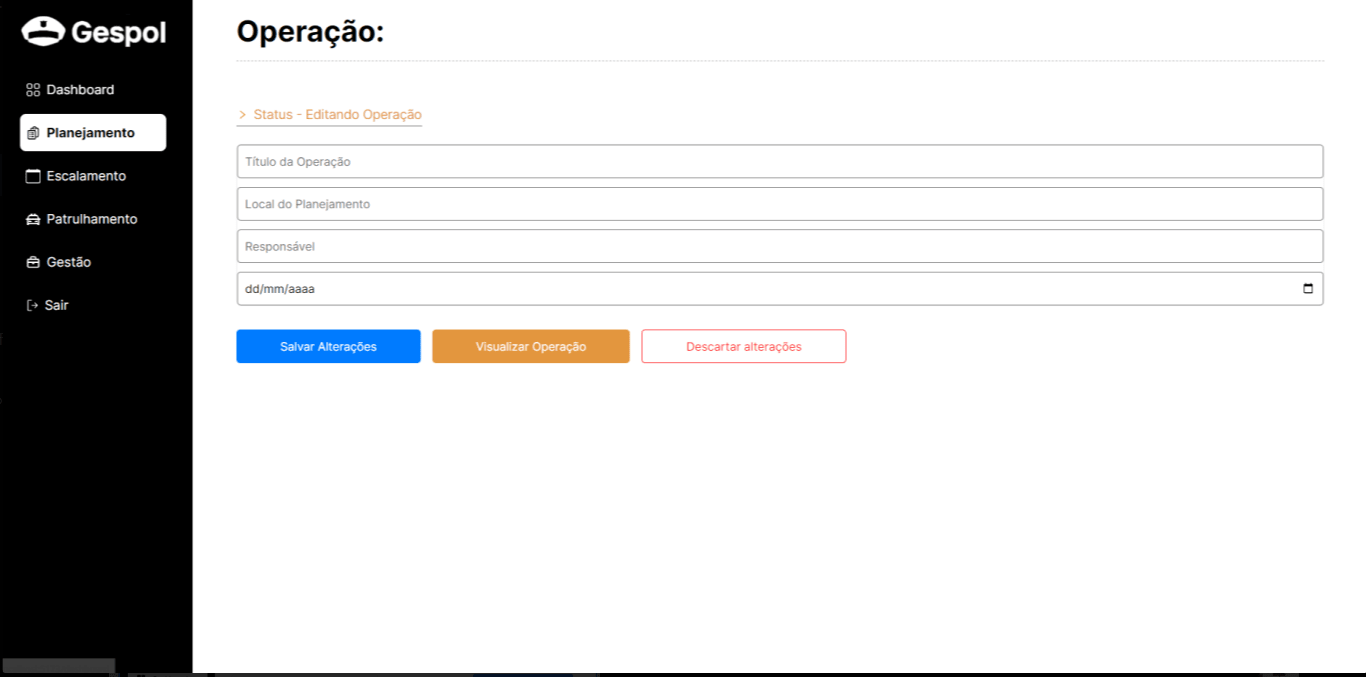 Gespol
Dashboard
Planejamento
Escalamento
Patrulhamento
Gestão
Sair
Operação:
> Status - Editando Operação
Título da Operação
Local do Planejamento
Responsável
dd/mm/aaaa
Salvar Alterações
Visualizar Operação
Descartar alterações